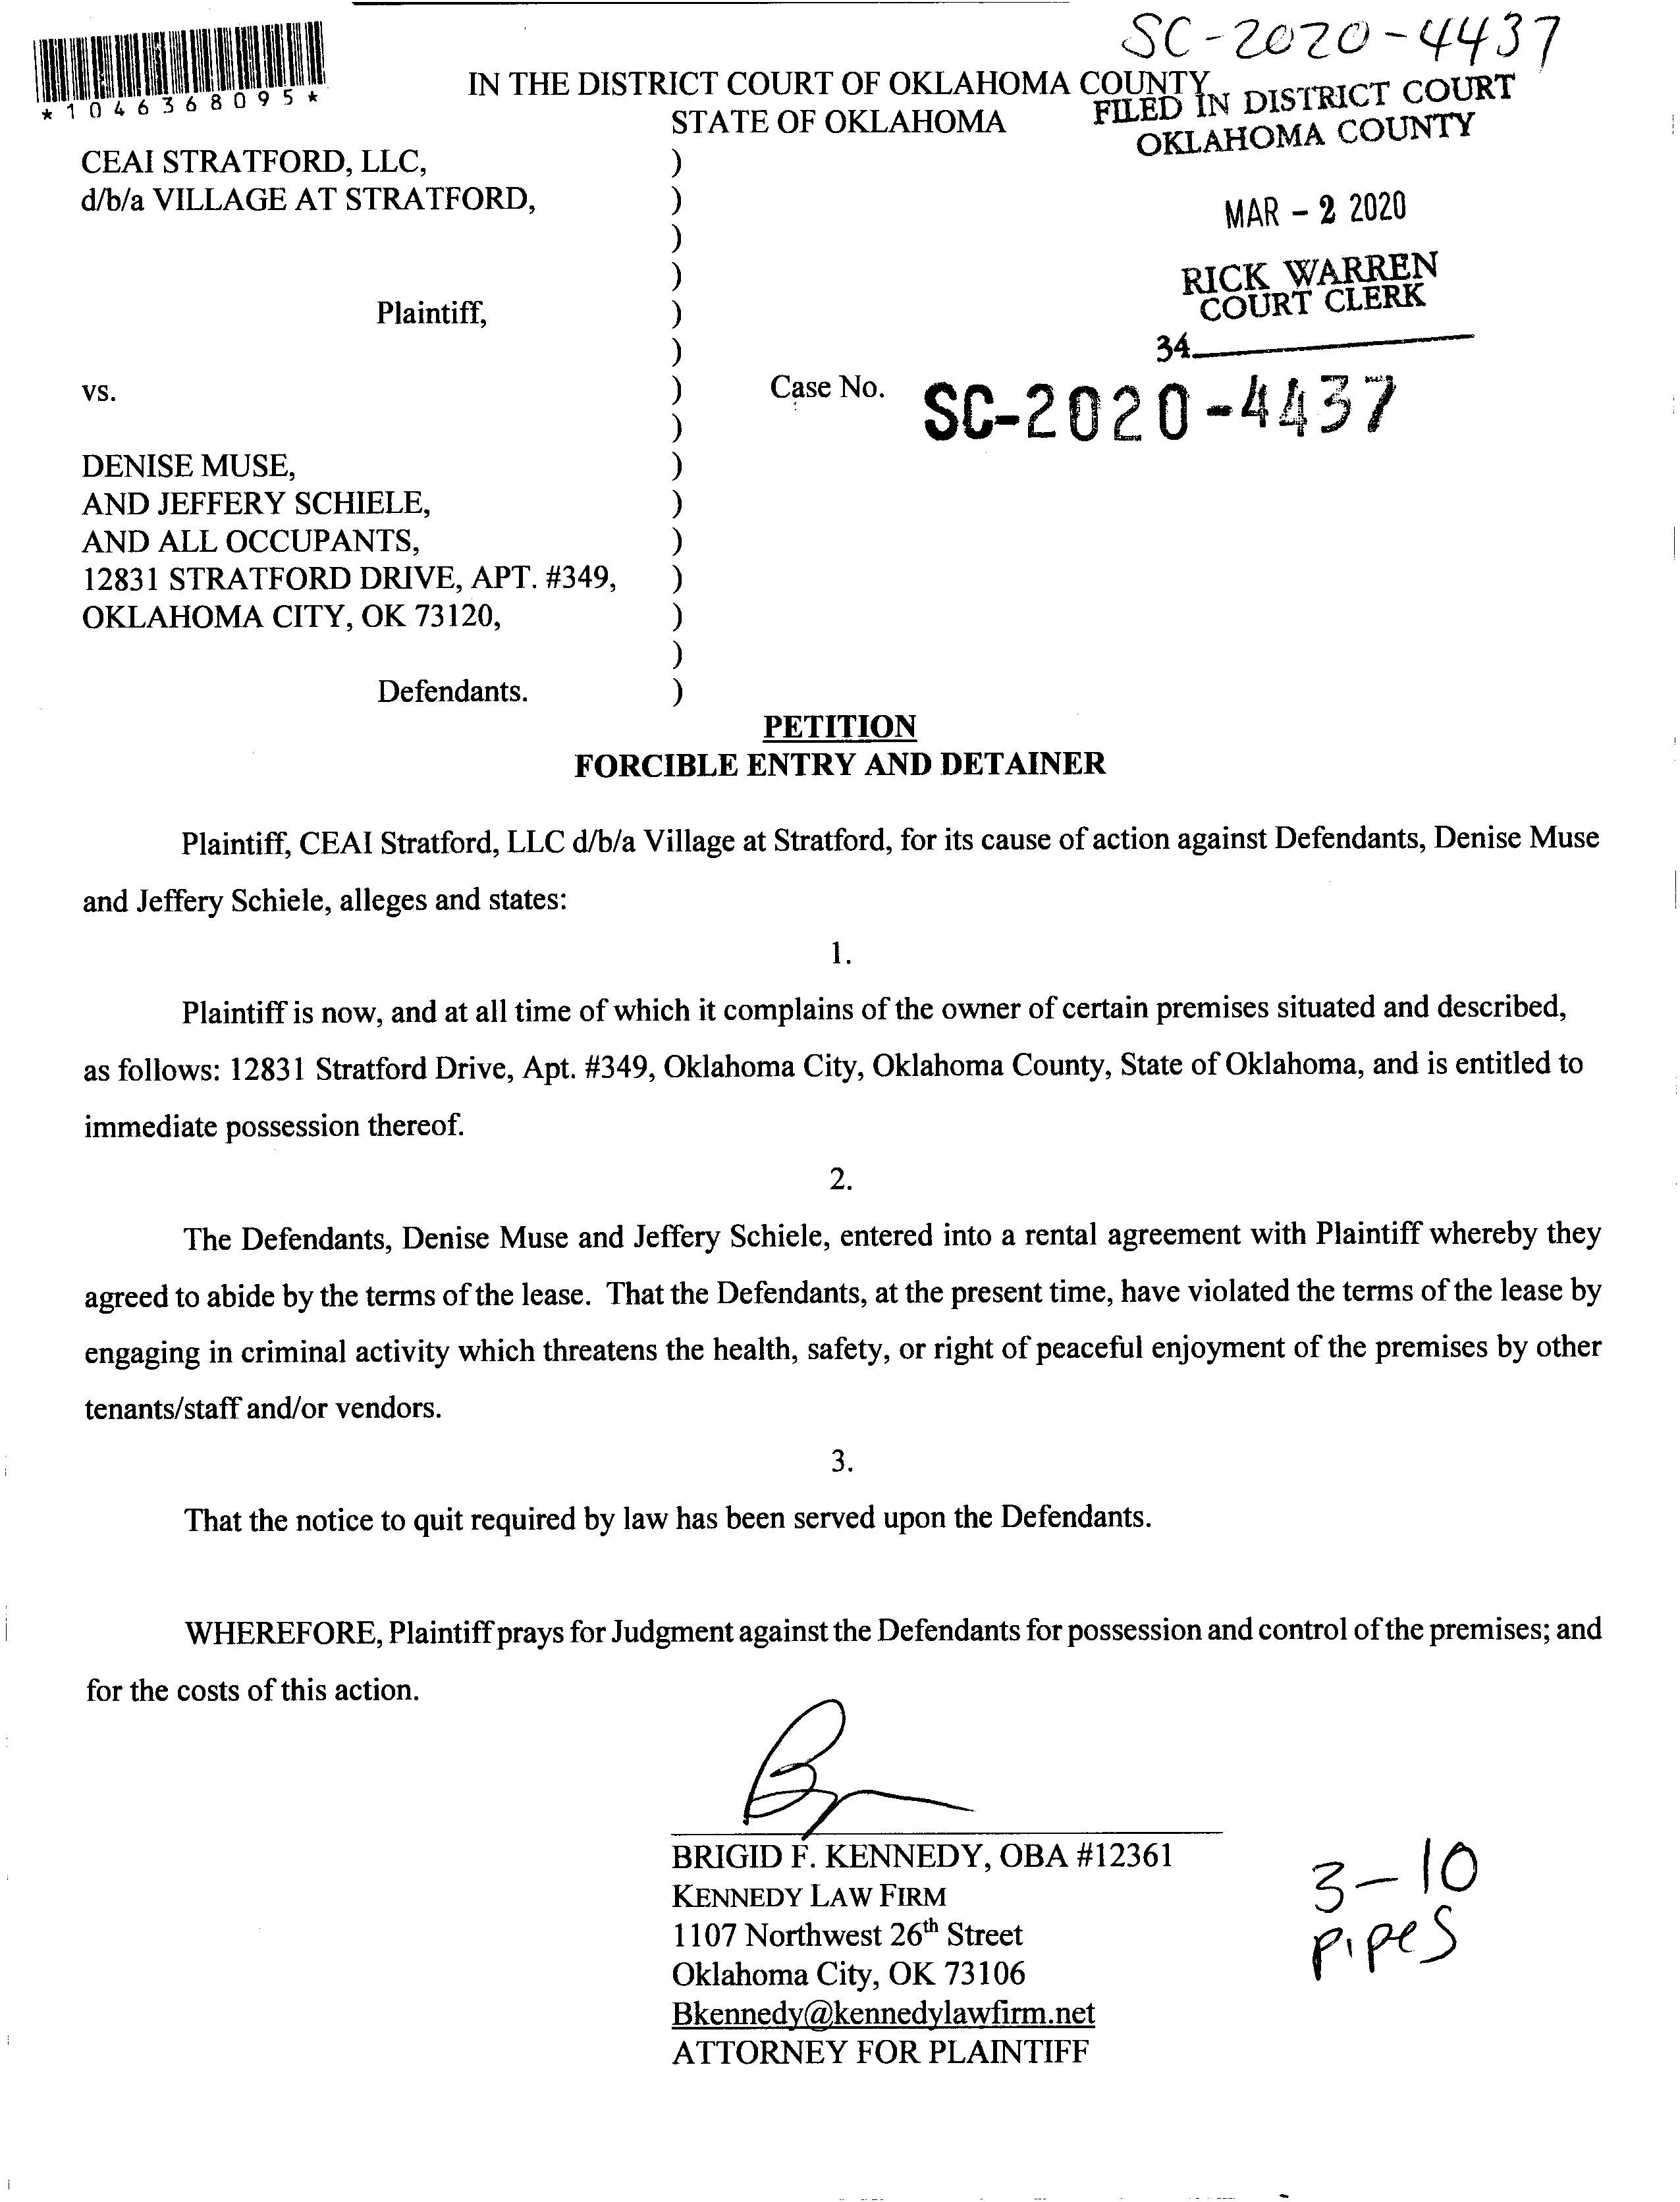 SC-2020-4437
*1046368095*
IN THE DISTRICT COURT OF OKLAHOMA COUNTY
STATE OF OKLAHOMA
FILED IN DISTRICT COURT
OKLAHOMA COUNTY
MAR - 2 2020
RICK WARREN
COURT CLERK
34
CEAI STRATFORD, LLC, )
d/b/a VILLAGE AT STRATFORD, )
)
)
Plaintiff, )
)
vs. ) Case No. SC-2020-4437
)
DENISE MUSE, )
AND JEFFERY SCHIELE, )
AND ALL OCCUPANTS, )
12831 STRATFORD DRIVE, APT. #349, )
OKLAHOMA CITY, OK 73120, )
)
Defendants. )
PETITION
FORCIBLE ENTRY AND DETAINER
Plaintiff, CEAI Stratford, LLC d/b/a Village at Stratford, for its cause of action against Defendants, Denise Muse
and Jeffery Schiele, alleges and states:
1.
Plaintiff is now, and at all time of which it complains of the owner of certain premises situated and described,
as follows: 12831 Stratford Drive, Apt. #349, Oklahoma City, Oklahoma County, State of Oklahoma, and is entitled to
immediate possession thereof.
2.
The Defendants, Denise Muse and Jeffery Schiele, entered into a rental agreement with Plaintiff whereby they
agreed to abide by the terms of the lease. That the Defendants, at the present time, have violated the terms of the lease by
engaging in criminal activity which threatens the health, safety, or right of peaceful enjoyment of the premises by other
tenants/staff and/or vendors.
3.
That the notice to quit required by law has been served upon the Defendants.
WHEREFORE, Plaintiff prays for Judgment against the Defendants for possession and control of the premises; and
for the costs of this action.
BRIGID F. KENNEDY, OBA #12361
KENNEDY LAW FIRM
1107 Northwest 26th Street
Oklahoma City, OK 73106
Bkennedy@kennedylawfirm.net
ATTORNEY FOR PLAINTIFF
3-10
pipes